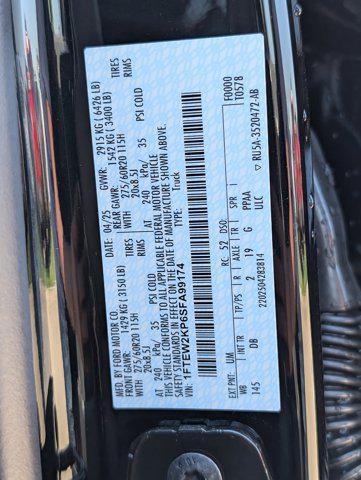 MFD. BY FORD MOTOR CO.
DATE: 04/25 GVWR: 2915 KG ( 6426 LB)
FRONT GAWR: 1429 KG ( 3150 LB) REAR GAWR: 1542 KG ( 3400 LB)
WITH 275/60R20 115H TIRES WITH 275/60R20 115H TIRES
20x8.5J RIMS 20x8.5J RIMS
AT 240 kPa/ 35 PSI COLD AT 240 kPa/ 35 PSI COLD
THIS VEHICLE CONFORMS TO ALL APPLICABLE FEDERAL MOTOR VEHICLE
SAFETY STANDARDS IN EFFECT ON THE DATE OF MANUFACTURE SHOWN ABOVE.
VIN: 1FTEW2KP6SFA99174 TYPE: Truck
F0000
T0578
EXT PNT: UM RC: 52 DSO:
WB INT TR TP/PS R AXLE TR SPR
145 DB 2 19 G PPAA
ULC
2202504283814 ▽ RU5A-3520472-AB